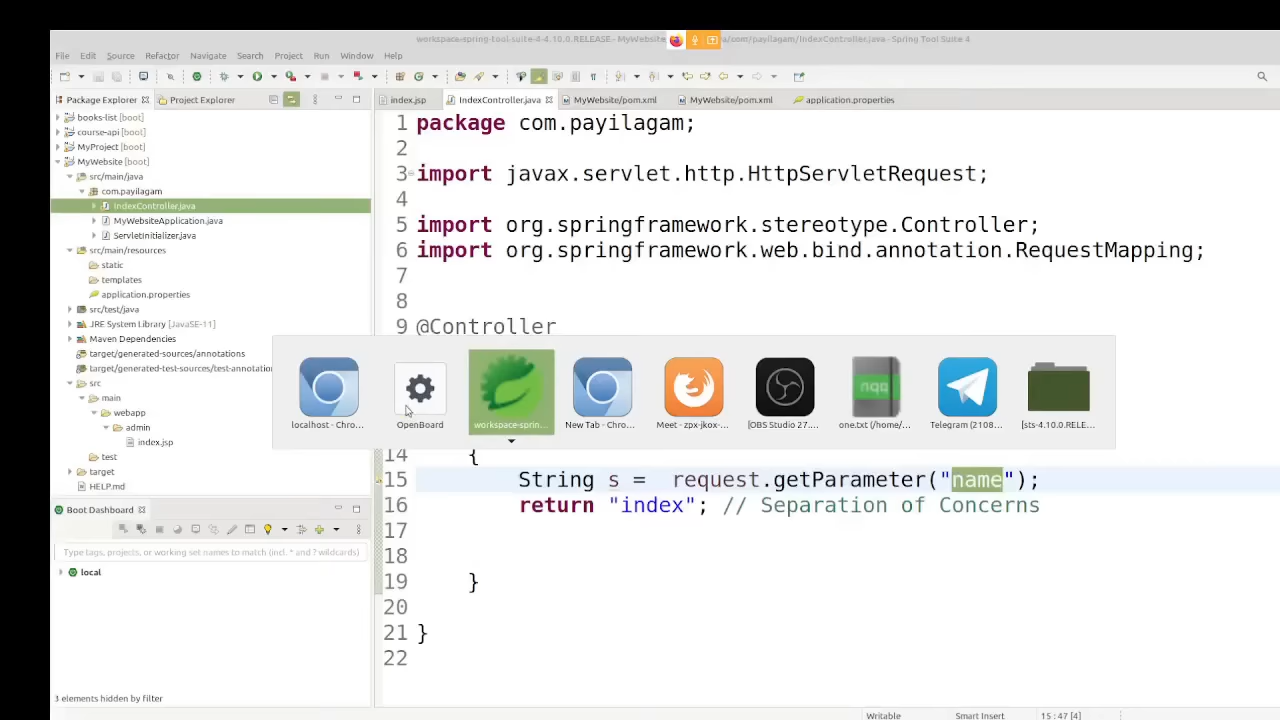 workspace-spring-tool-suite-4-4.10.0.RELEASE - MyWebsite a/com/payilagam/IndexController.java - Spring Tool Suite 4
File Edit Source Refactor Navigate Search Project Run Window Help
Package Explorer Project Explorer
index.jsp IndexController.java MyWebsite/pom.xml MyWebsite/pom.xml application.properties
books-list [boot]
course-api [boot]
MyProject [boot]
MyWebsite [boot]
src/main/java
com.payilagam
IndexController.java
MyWebsiteApplication.java
ServletInitializer.java
src/main/resources
static
templates
application.properties
src/test/java
JRE System Library [JavaSE-11]
Maven Dependencies
target/generated-sources/annotations
target/generated-test-sources/test-annotatio
src
main
webapp
admin
index.jsp
test
target
HELP.md
1 package com.payilagam;
2
3 import javax.servlet.http.HttpServletRequest;
4
5 import org.springframework.stereotype.Controller;
6 import org.springframework.web.bind.annotation.RequestMapping;
7
8
9 @Controller
localhost - Chro... OpenBoard workspace-sprin... New Tab - Chro... Meet - zpx-jkox-... [OBS Studio 27.... one.txt (/home/... Telegram (2108... [sts-4.10.0.RELE...
nqq
14 {
15 String s = request.getParameter("name");
16 return "index"; // Separation of Concerns
17
18
19 }
20
21 }
22
Boot Dashboard
Type tags, projects, or working set names to match (incl. * and ? wildcards)
local
3 elements hidden by filter
Writable Smart Insert 15 : 47 [4]